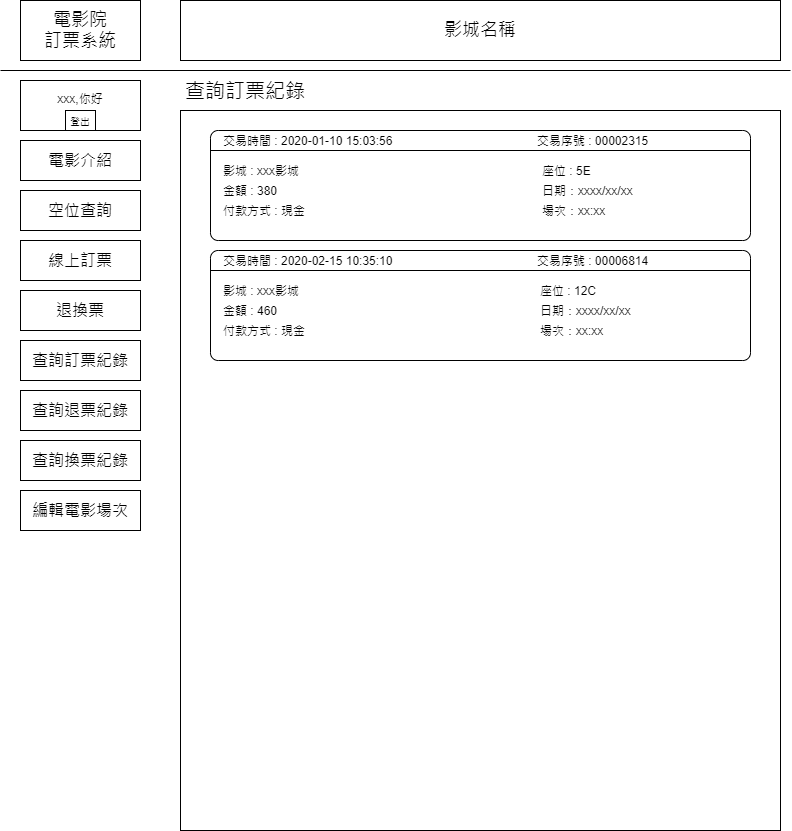 電影院
訂票系統
影城名稱
xxx,你好
登出
電影介紹
空位查詢
線上訂票
退換票
查詢訂票紀錄
查詢退票紀錄
查詢換票紀錄
編輯電影場次
查詢訂票紀錄
交易時間 : 2020-01-10 15:03:56 交易序號 : 00002315
影城 : xxx影城 座位 : 5E
金額 : 380 日期 : xxxx/xx/xx
付款方式 : 現金 場次 : xx:xx
交易時間 : 2020-02-15 10:35:10 交易序號 : 00006814
影城 : xxx影城 座位 : 12C
金額 : 460 日期 : xxxx/xx/xx
付款方式 : 現金 場次 : xx:xx